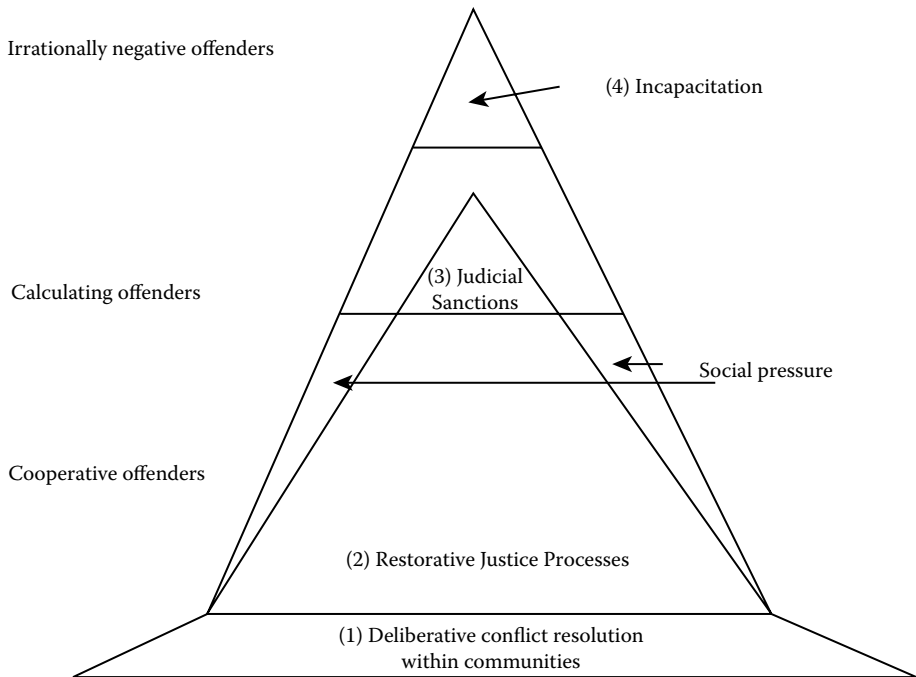 Irrationally negative offenders
(4) Incapacitation
(3) Judicial
Sanctions
Calculating offenders
Social pressure
Cooperative offenders
(2) Restorative Justice Processes
(1) Deliberative conflict resolution
within communities